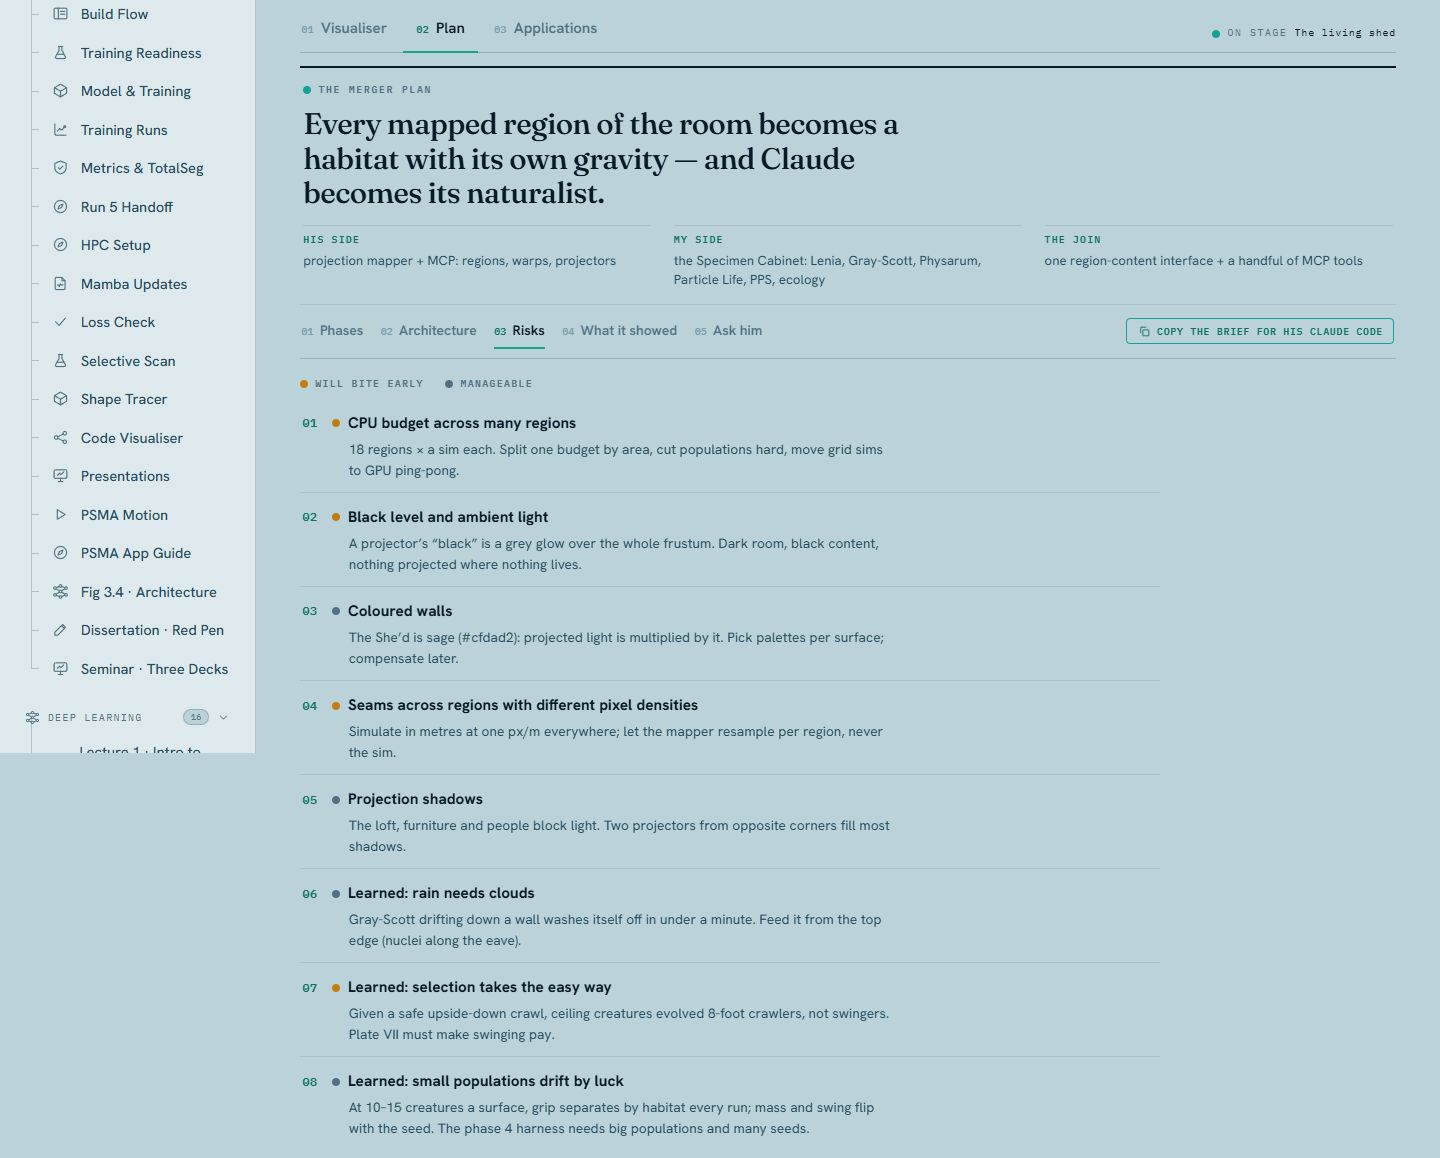 Build Flow
Training Readiness
Model & Training
Training Runs
Metrics & TotalSeg
Run 5 Handoff
HPC Setup
Mamba Updates
Loss Check
Selective Scan
Shape Tracer
Code Visualiser
Presentations
PSMA Motion
PSMA App Guide
Fig 3.4 · Architecture
Dissertation · Red Pen
Seminar · Three Decks
DEEP LEARNING 16
Lecture 1 · Intro to
01 Visualiser 02 Plan 03 Applications
ON STAGE The living shed
THE MERGER PLAN
Every mapped region of the room becomes a
habitat with its own gravity — and Claude
becomes its naturalist.
HIS SIDE
projection mapper + MCP: regions, warps, projectors
MY SIDE
the Specimen Cabinet: Lenia, Gray-Scott, Physarum,
Particle Life, PPS, ecology
THE JOIN
one region-content interface + a handful of MCP tools
01 Phases 02 Architecture 03 Risks 04 What it showed 05 Ask him
COPY THE BRIEF FOR HIS CLAUDE CODE
WILL BITE EARLY MANAGEABLE
01 CPU budget across many regions
18 regions × a sim each. Split one budget by area, cut populations hard, move grid sims
to GPU ping-pong.
02 Black level and ambient light
A projector’s “black” is a grey glow over the whole frustum. Dark room, black content,
nothing projected where nothing lives.
03 Coloured walls
The She’d is sage (#cfdad2): projected light is multiplied by it. Pick palettes per surface;
compensate later.
04 Seams across regions with different pixel densities
Simulate in metres at one px/m everywhere; let the mapper resample per region, never
the sim.
05 Projection shadows
The loft, furniture and people block light. Two projectors from opposite corners fill most
shadows.
06 Learned: rain needs clouds
Gray-Scott drifting down a wall washes itself off in under a minute. Feed it from the top
edge (nuclei along the eave).
07 Learned: selection takes the easy way
Given a safe upside-down crawl, ceiling creatures evolved 8-foot crawlers, not swingers.
Plate VII must make swinging pay.
08 Learned: small populations drift by luck
At 10–15 creatures a surface, grip separates by habitat every run; mass and swing flip
with the seed. The phase 4 harness needs big populations and many seeds.